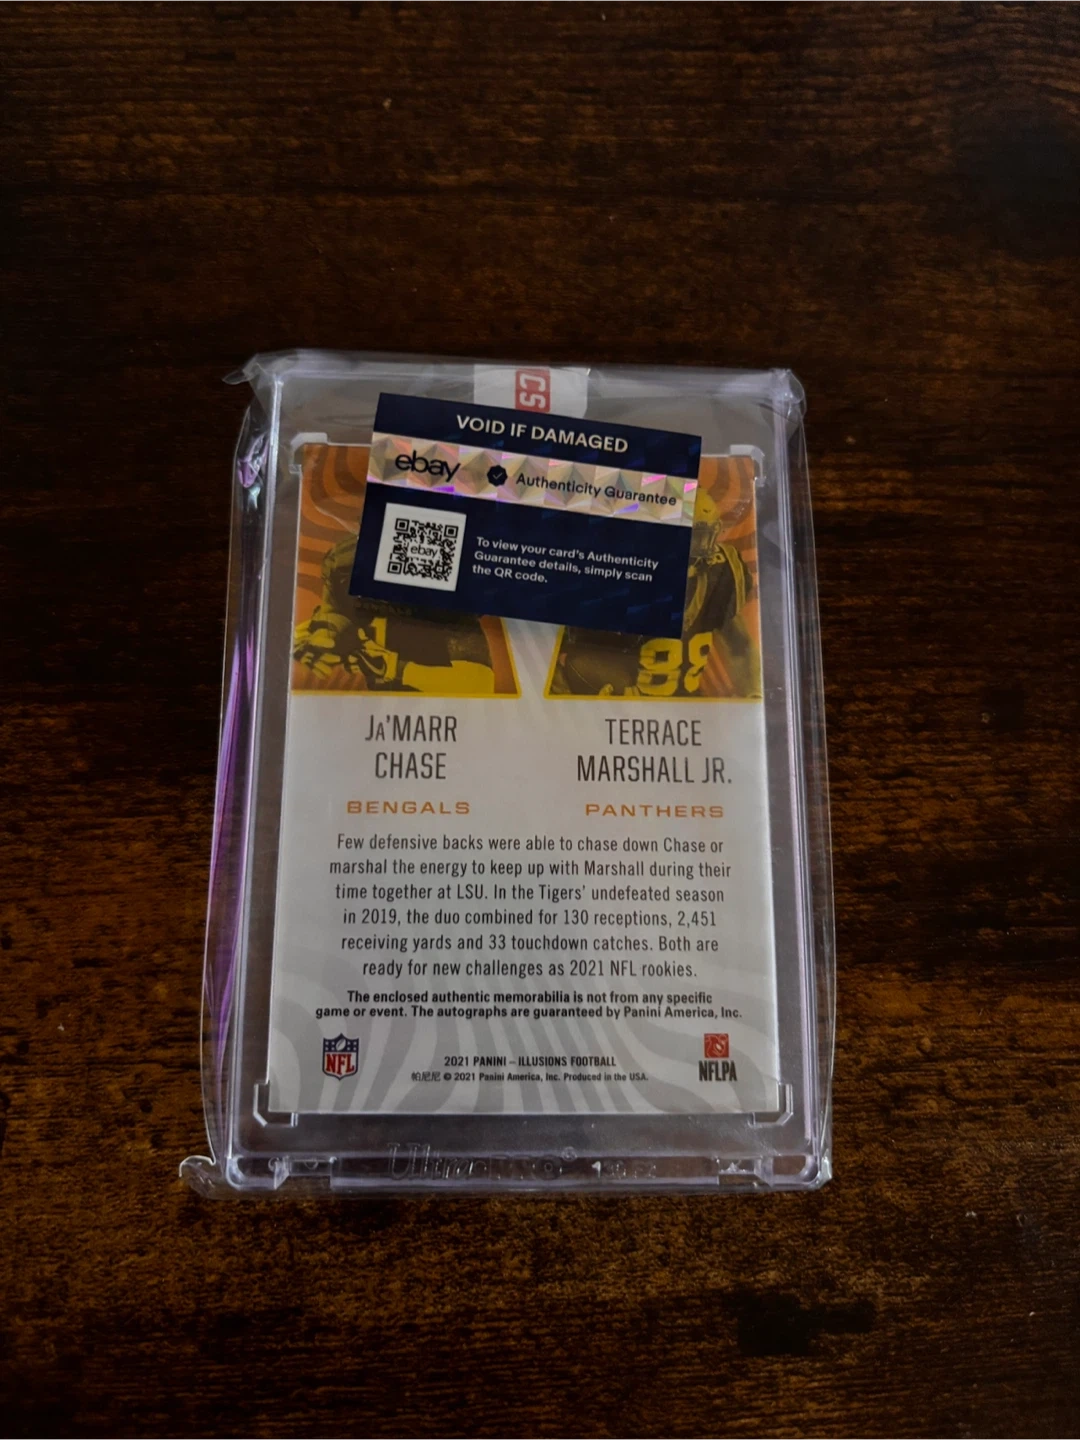 CS
VOID IF DAMAGED
ebay Authenticity Guarantee
ebay
To view your card's Authenticity
Guarantee details, simply scan
the QR code.
1
88
JA'MARR
CHASE
BENGALS
TERRACE
MARSHALL JR.
PANTHERS
Few defensive backs were able to chase down Chase or
marshal the energy to keep up with Marshall during their
time together at LSU. In the Tigers' undefeated season
in 2019, the duo combined for 130 receptions, 2,451
receiving yards and 33 touchdown catches. Both are
ready for new challenges as 2021 NFL rookies.
The enclosed authentic memorabilia is not from any specific
game or event. The autographs are guaranteed by Panini America, Inc.
NFL
2021 PANINI – ILLUSIONS FOOTBALL
帕尼尼 © 2021 Panini America, Inc. Produced in the USA.
NFLPA
Ultra PRO